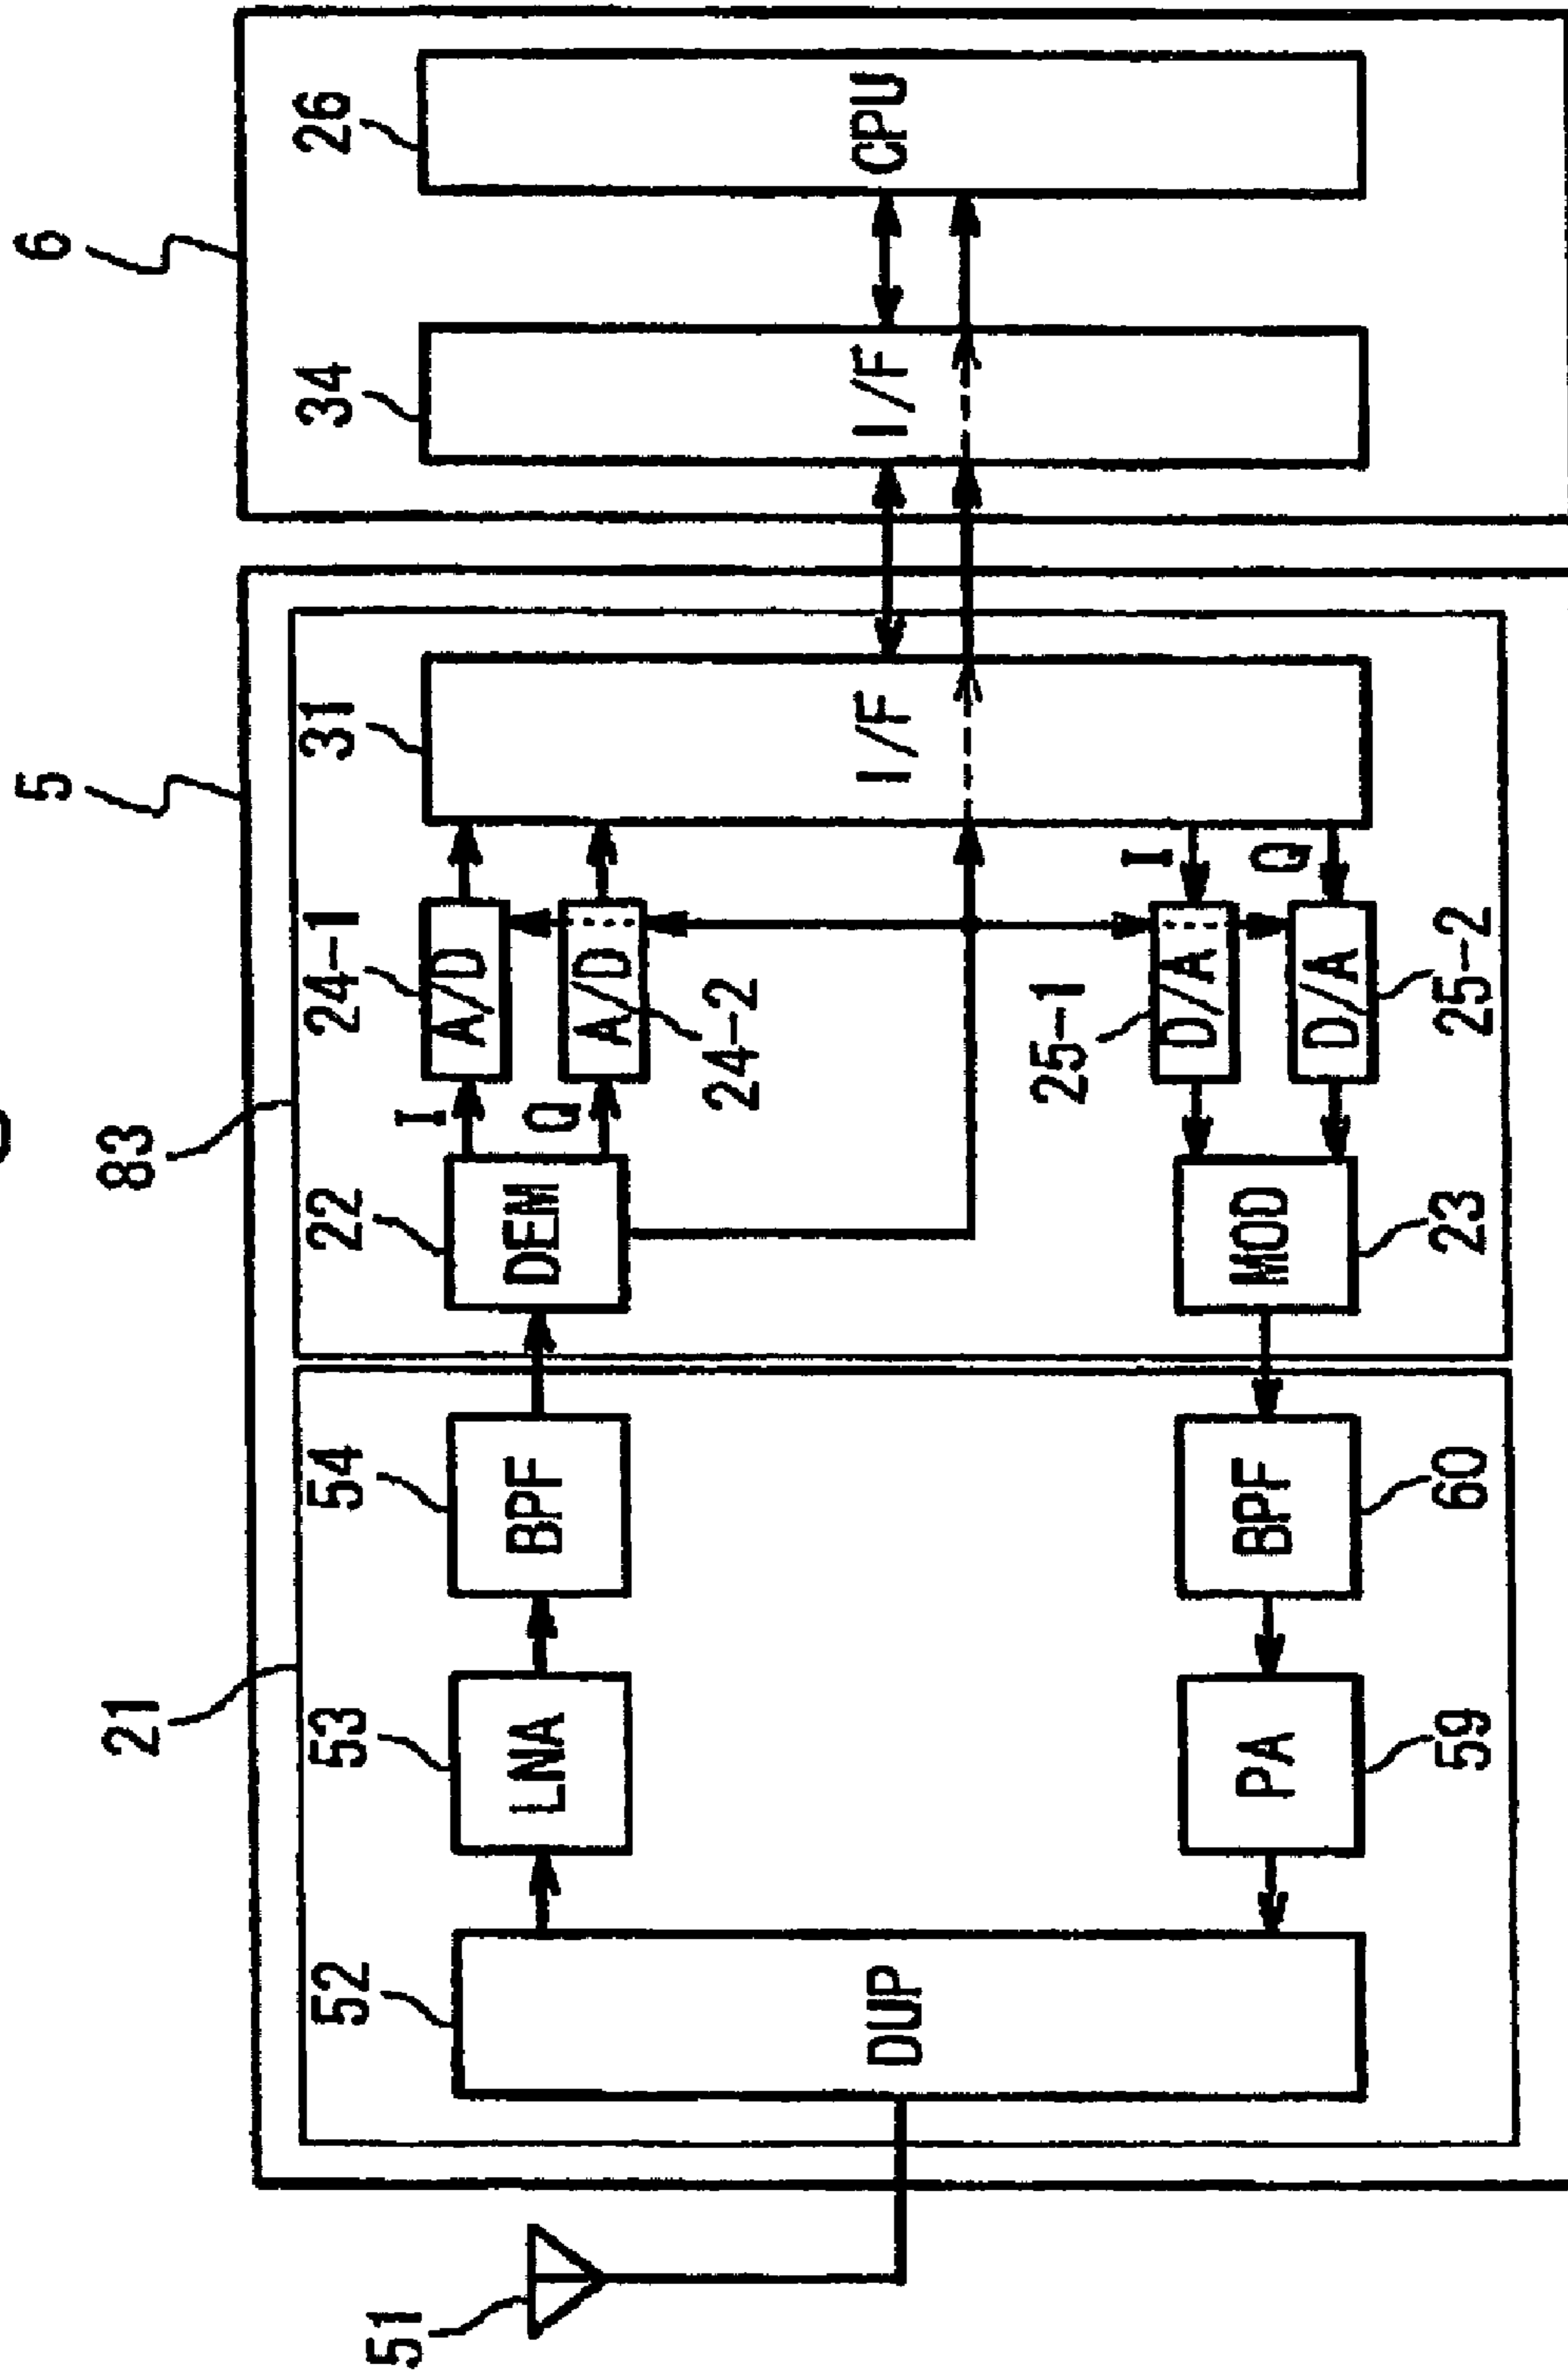 5
6
83
21
22
24-1
31
34
26
54
53
52
51
I
A/D
Q
A/D
24-2
DEM
BPF
LNA
DUP
I/F
I/F
CPU
25-1
I
D/A
Q
D/A
25-2
MOD
23
BPF
60
PA
59